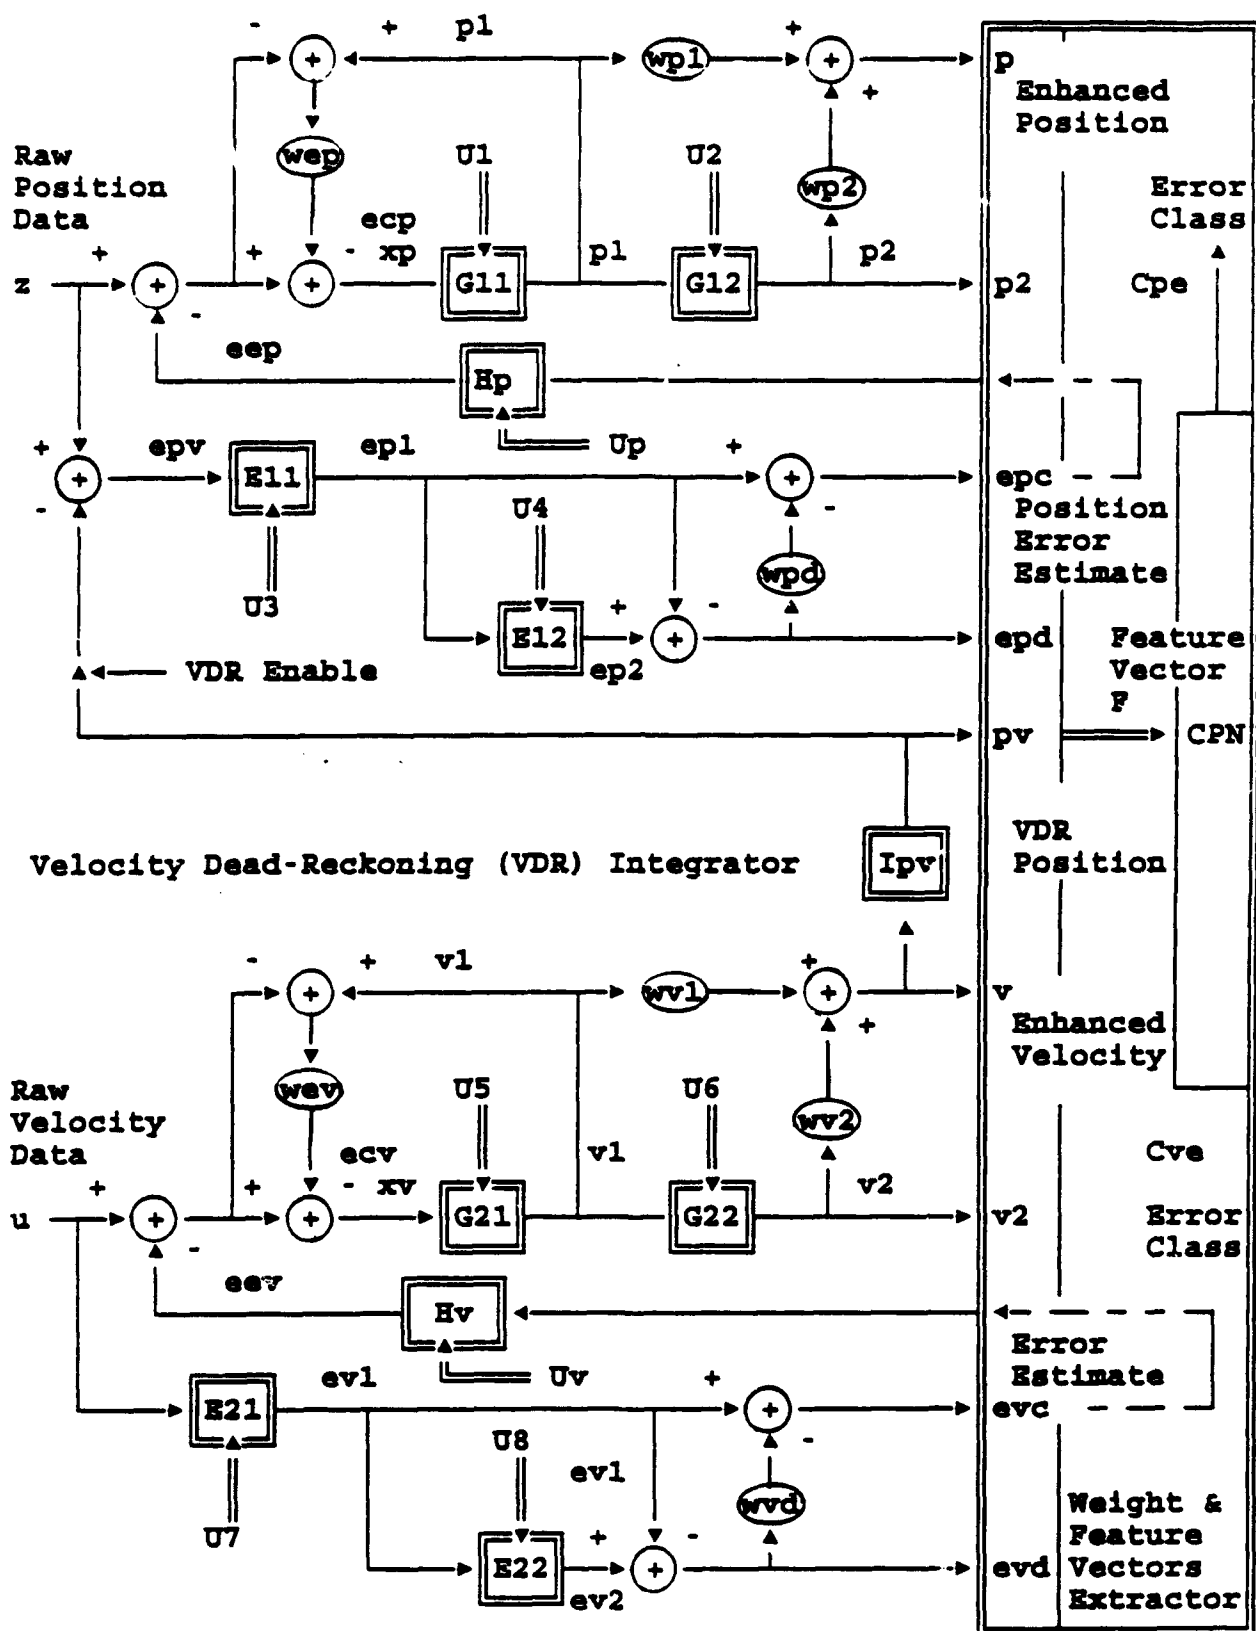 - + p1 +
+ wp1 + p
+ Enhanced
Position
Raw
Position
Data
wep U1 U2 wp2 Error
Class
ecp
+ + - xp p1 p2
z + + G11 G12 p2 Cpe
-
eep Hp
+ epv ep1 Up +
+ E11 + epc
- U4 - Position
Error
Estimate
U3 wpd
+ -
E12 + epd Feature
Vector
F
VDR Enable ep2
pv CPN
VDR
Position
Velocity Dead-Reckoning (VDR) Integrator Ipv
- + v1 +
+ wv1 + v
+ Enhanced
Velocity
Raw
Velocity
Data
wev U5 U6 wv2
ecv Cve
+ + - xv v1 v2
u + + G21 G22 v2 Error
Class
-
eev Hv
Error
Estimate
ev1 Uv +
E21 + evc
U8 -
ev1
U7 wvd Weight &
Feature
Vectors
Extractor
+ -
E22 + evd
ev2